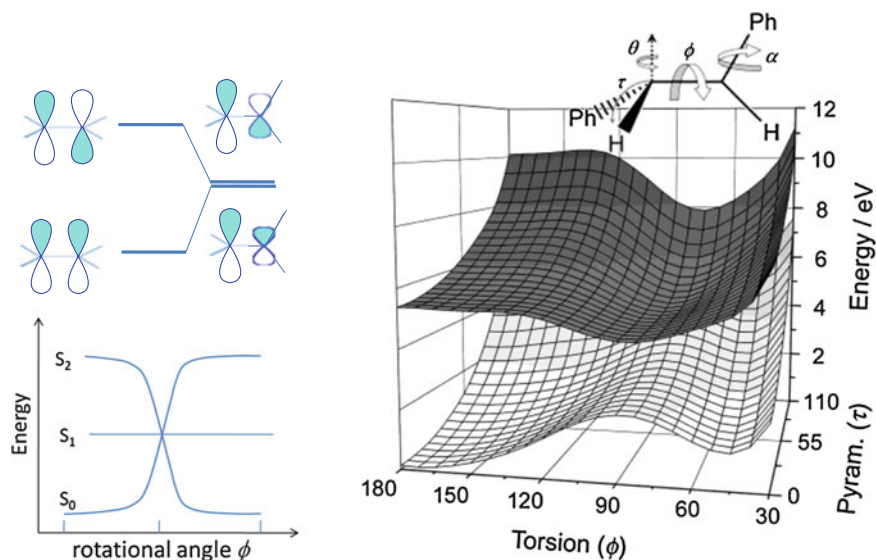 S₂
S₁
S₀
Energy
rotational angle ϕ
Ph
θ
ϕ
α
τ
Ph
H
H
12
10
8
6
4
2
Energy / eV
110
55
0
Pyram. (τ)
180
150
120
90
60
30
Torsion (ϕ)